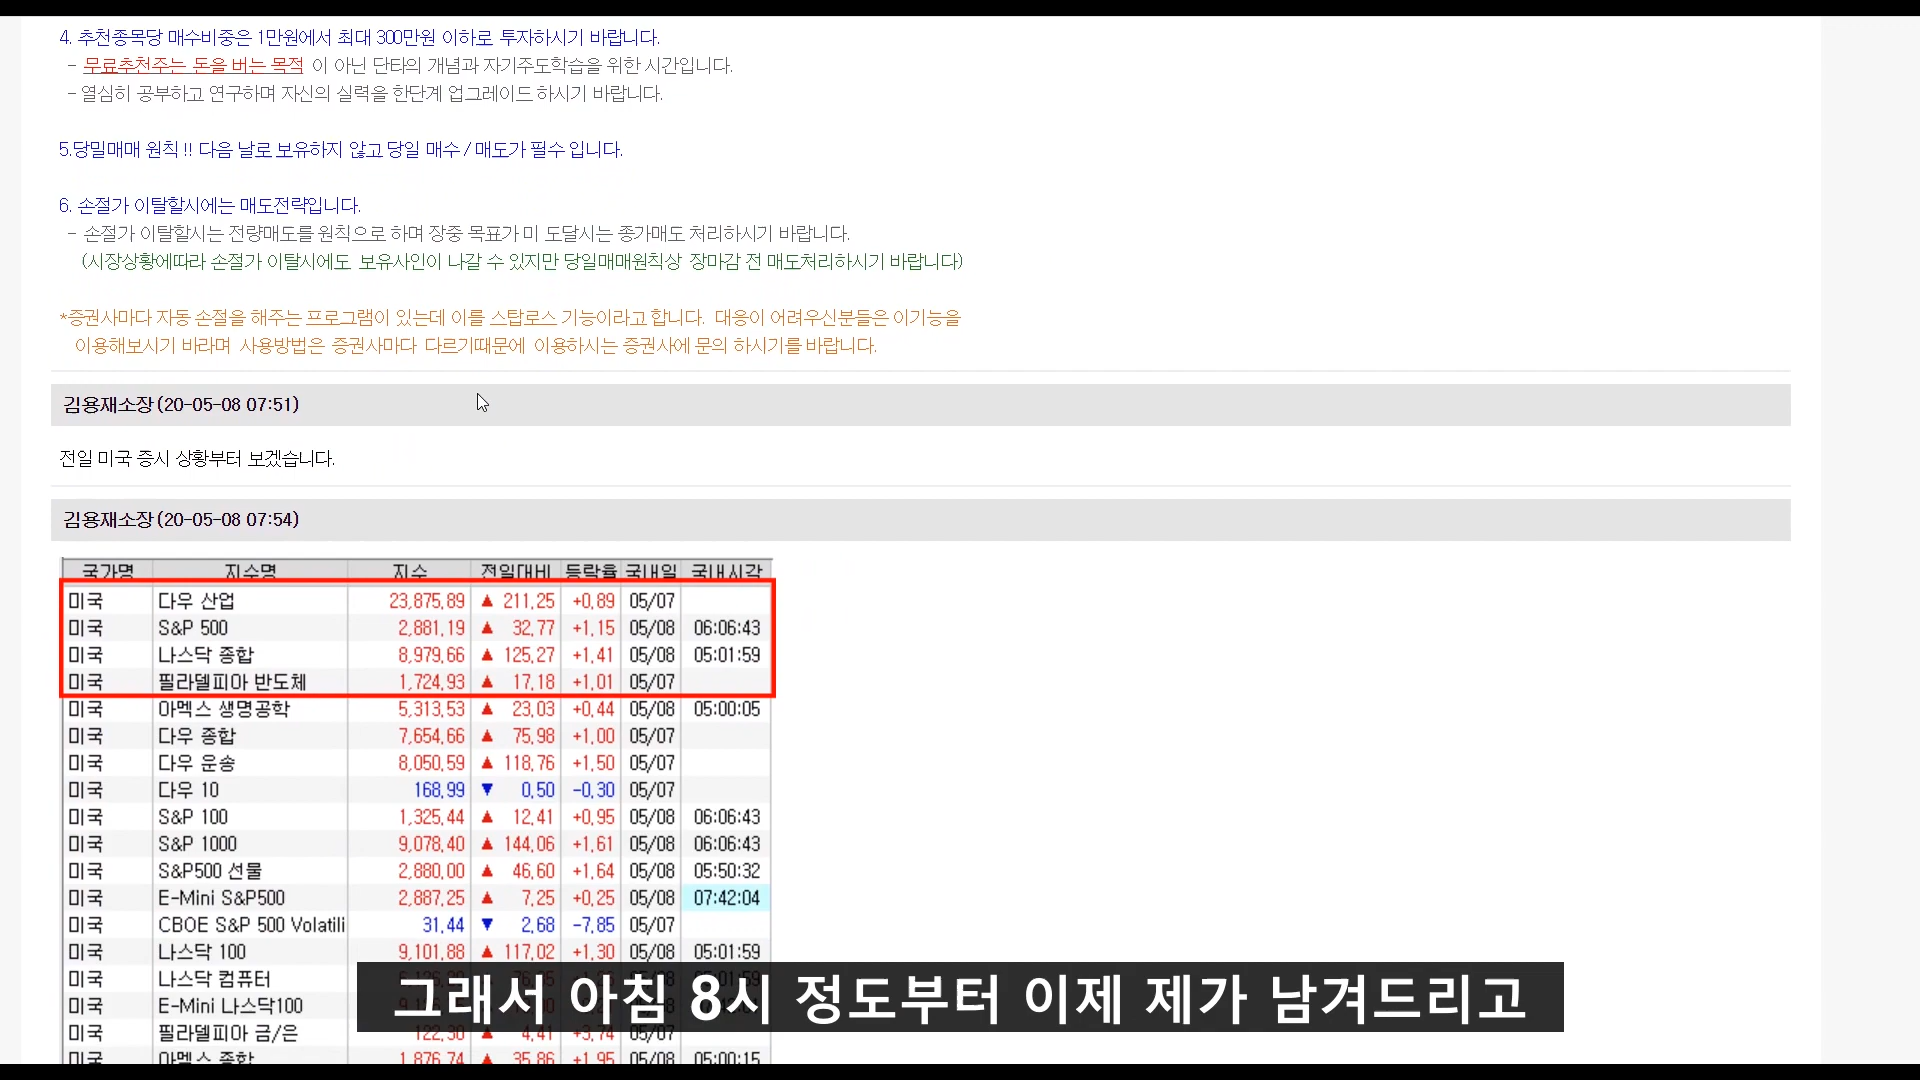 4. 추천종목당 매수비중은 1만원에서 최대 300만원 이하로 투자하시기 바랍니다.
- 무료추천주는 돈을 버는 목적 이 아닌 단타의 개념과 자기주도학습을 위한 시간입니다.
- 열심히 공부하고 연구하며 자신의 실력을 한단계 업그레이드 하시기 바랍니다.
5.당밀매매 원칙 !! 다음 날로 보유하지 않고 당일 매수 / 매도가 필수 입니다.
6. 손절가 이탈할시에는 매도전략입니다.
- 손절가 이탈할시는 전량매도를 원칙으로 하며 장중 목표가 미 도달시는 종가매도 처리하시기 바랍니다.
(시장상황에따라 손절가 이탈시에도 보유사인이 나갈 수 있지만 당일매매원칙상 장마감 전 매도처리하시기 바랍니다)
*증권사마다 자동 손절을 해주는 프로그램이 있는데 이를 스탑로스 기능이라고 합니다. 대응이 어려우신분들은 이기능을
이용해보시기 바라며 사용방법은 증권사마다 다르기때문에 이용하시는 증권사에 문의 하시기를 바랍니다.
김용재소장 (20-05-08 07:51)
전일 미국 증시 상황부터 보겠습니다.
김용재소장 (20-05-08 07:54)
국가명 지수명 지수 전일대비 등락율 국내일 국내시각
미국 다우 산업 23,875,89 ▲ 211,25 +0,89 05/07
미국 S&P 500 2,881,19 ▲ 32,77 +1,15 05/08 06:06:43
미국 나스닥 종합 8,979,66 ▲ 125,27 +1,41 05/08 05:01:59
미국 필라델피아 반도체 1,724,93 ▲ 17,18 +1,01 05/07
미국 아멕스 생명공학 5,313,53 ▲ 23,03 +0,44 05/08 05:00:05
미국 다우 종합 7,654,66 ▲ 75,98 +1,00 05/07
미국 다우 운송 8,050,59 ▲ 118,76 +1,50 05/07
미국 다우 10 168,99 ▼ 0,50 -0,30 05/07
미국 S&P 100 1,325,44 ▲ 12,41 +0,95 05/08 06:06:43
미국 S&P 1000 9,078,40 ▲ 144,06 +1,61 05/08 06:06:43
미국 S&P500 선물 2,880,00 ▲ 46,60 +1,64 05/08 05:50:32
미국 E-Mini S&P500 2,887,25 ▲ 7,25 +0,25 05/08 07:42:04
미국 CBOE S&P 500 Volatili 31,44 ▼ 2,68 -7,85 05/07
미국 나스닥 100 9,101,88 ▲ 117,02 +1,30 05/08 05:01:59
미국 나스닥 컴퓨터
미국 E-Mini 나스닥100
미국 필라델피아 금/은 122,30 ▲ 4,41 +3,74 05/07
미국 아멕스 종합 1,876,74 ▲ 35,86 +1,95 05/08 05:00:15
그래서 아침 8시 정도부터 이제 제가 남겨드리고